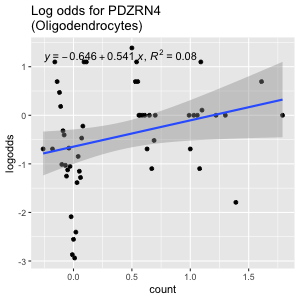 Log odds for PDZRN4
(Oligodendrocytes)
y = −0.646 + 0.541 x, R² = 0.08
1
0
-1
-2
-3
logodds
0.0 0.5 1.0 1.5
count